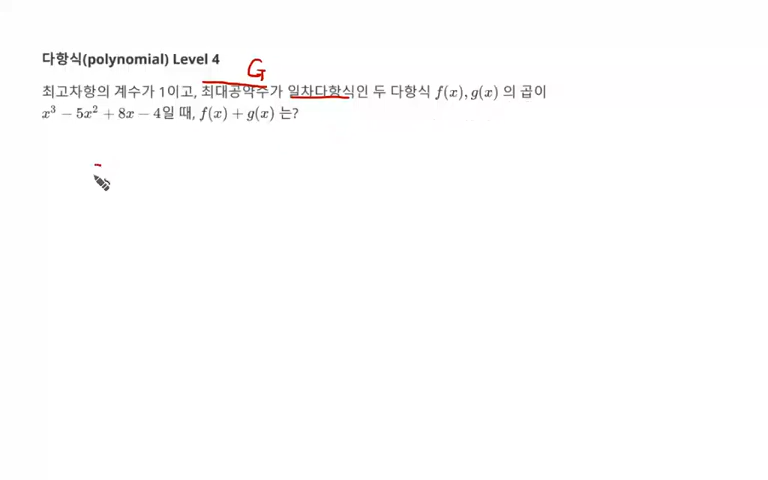 다항식(polynomial) Level 4
G
최고차항의 계수가 1이고, 최대공약수가 일차다항식인 두 다항식 f(x), g(x) 의 곱이
x³ − 5x² + 8x − 4일 때, f(x) + g(x) 는?